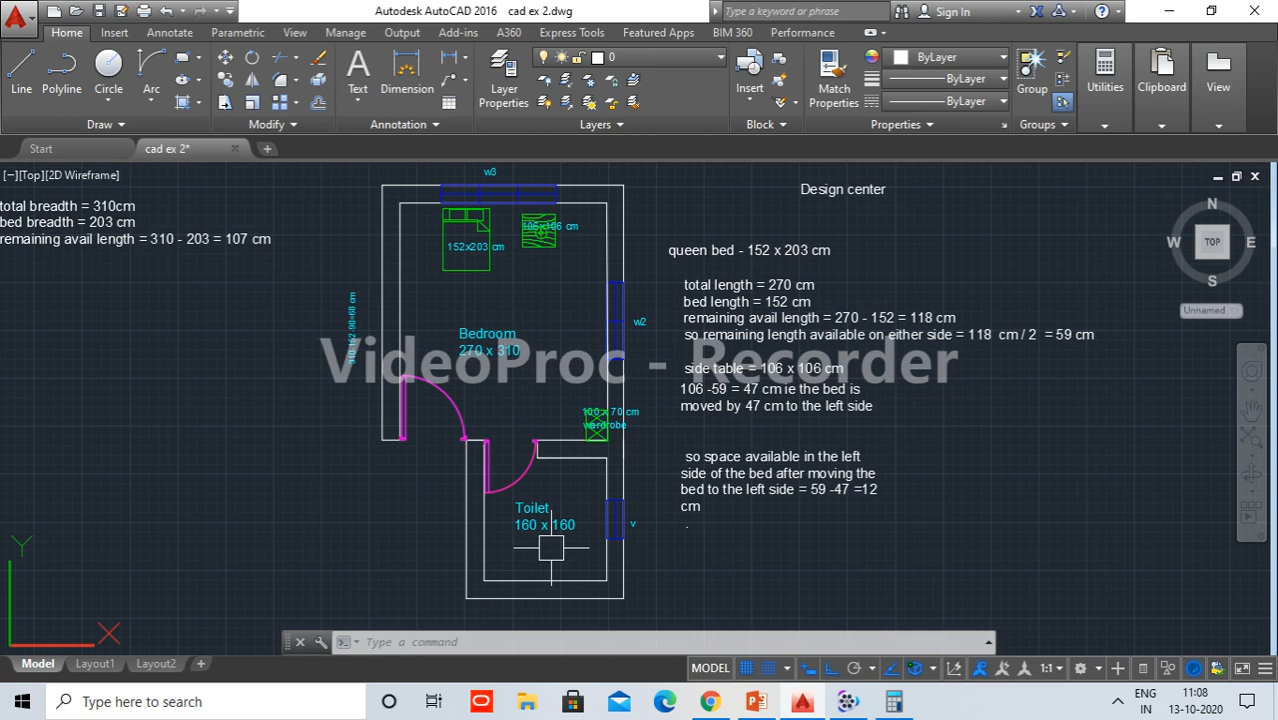 Autodesk AutoCAD 2016 cad ex 2.dwg
Type a keyword or phrase
Sign In
Home Insert Annotate Parametric View Manage Output Add-ins A360 Express Tools Featured Apps BIM 360 Performance
Line Polyline Circle Arc
Text Dimension
Layer Properties
0
Insert
Match Properties
ByLayer
ByLayer
ByLayer
Group
Utilities Clipboard View
Draw Modify Annotation Layers Block Properties Groups
Start cad ex 2*
[−][Top][2D Wireframe]
total breadth = 310cm
bed breadth = 203 cm
remaining avail length = 310 - 203 = 107 cm
w3
152x203 cm
106x106 cm
w2
Bedroom
270 x 310
100 x 70 cm
wardrobe
Toilet
160 x 160
v
Design center
queen bed - 152 x 203 cm
total length = 270 cm
bed length = 152 cm
remaining avail length = 270 - 152 = 118 cm
so remaining length available on either side = 118 cm / 2 = 59 cm
side table = 106 x 106 cm
106 -59 = 47 cm ie the bed is
moved by 47 cm to the left side
so space available in the left
side of the bed after moving the
bed to the left side = 59 -47 =12
cm
.
VideoProc - Recorder
N
W TOP E
S
Unnamed
Y
X
Type a command
Model Layout1 Layout2
MODEL
1:1
Type here to search
ENG
IN
11:08
13-10-2020